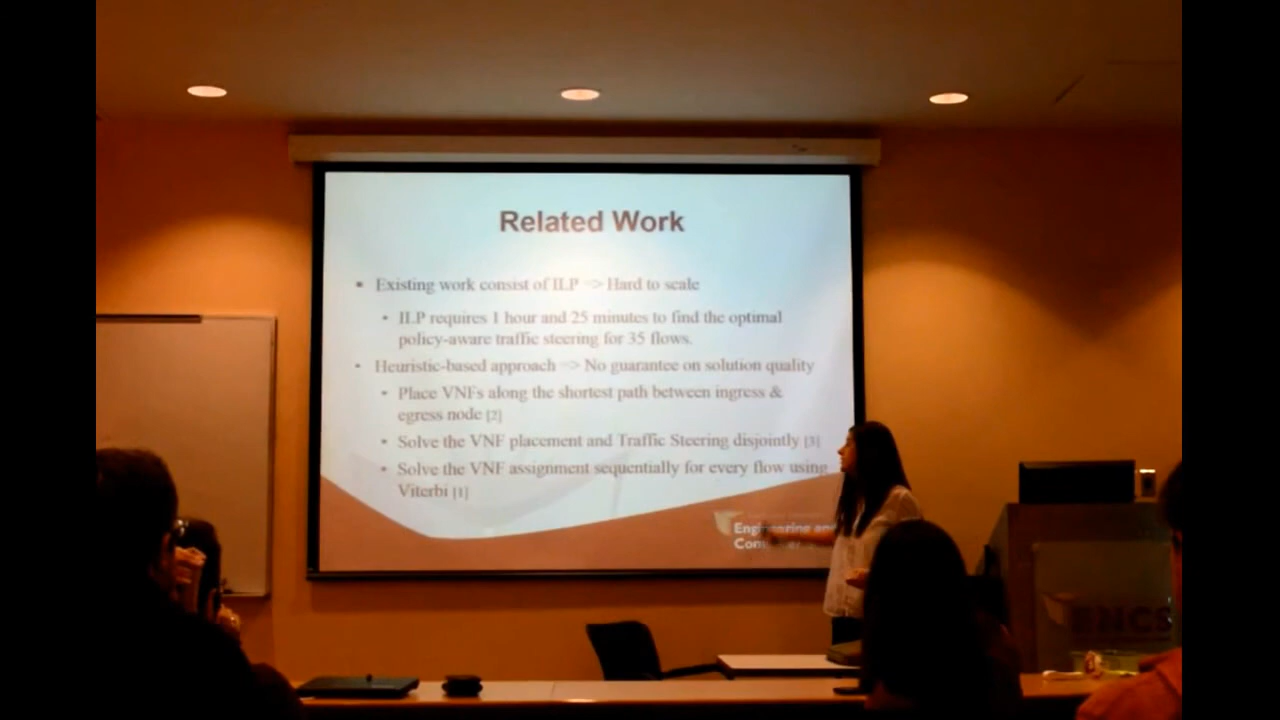 Related Work
▪ Existing work consist of ILP => Hard to scale
• ILP requires 1 hour and 25 minutes to find the optimal
policy-aware traffic steering for 35 flows.
• Heuristic-based approach => No guarantee on solution quality
• Place VNFs along the shortest path between ingress &
egress node [2]
• Solve the VNF placement and Traffic Steering disjointly [3]
• Solve the VNF assignment sequentially for every flow using
Viterbi [1]
Engineering and
ENCS